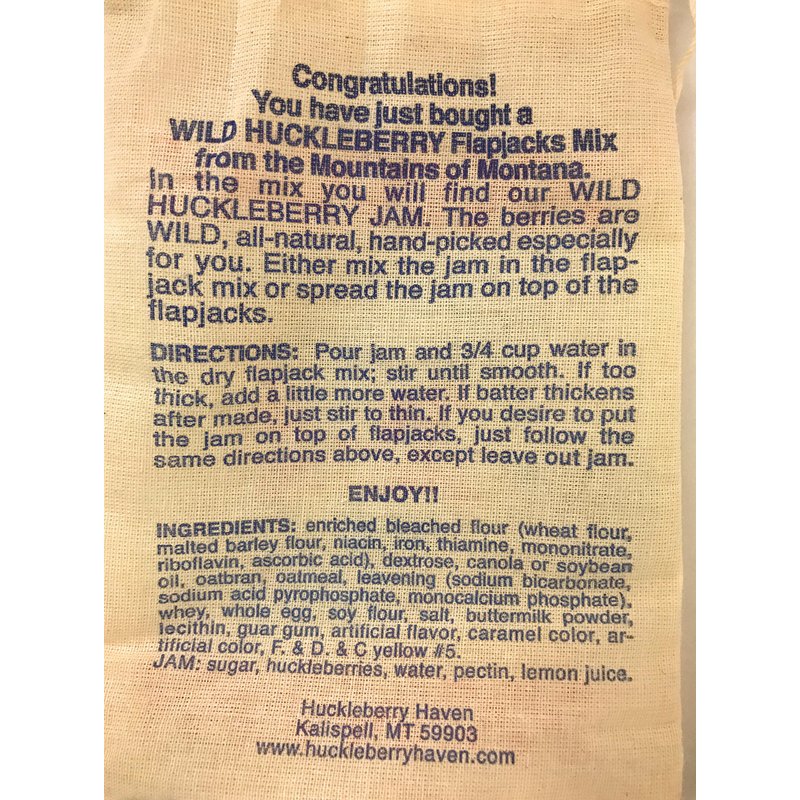 Congratulations!
You have just bought a
WILD HUCKLEBERRY Flapjacks Mix
from the Mountains of Montana.
In the mix you will find our WILD
HUCKLEBERRY JAM. The berries are
WILD, all-natural, hand-picked especially
for you. Either mix the jam in the flap-
jack mix or spread the jam on top of the
flapjacks.
DIRECTIONS: Pour jam and 3/4 cup water in
the dry flapjack mix; stir until smooth. If too
thick, add a little more water. If batter thickens
after made, just stir to thin. If you desire to put
the jam on top of flapjacks, just follow the
same directions above, except leave out jam.
ENJOY!!
INGREDIENTS: enriched bleached flour (wheat flour,
malted barley flour, niacin, iron, thiamine, mononitrate,
riboflavin, ascorbic acid), dextrose, canola or soybean
oil, oatbran, oatmeal, leavening (sodium bicarbonate,
sodium acid pyrophosphate, monocalcium phosphate),
whey, whole egg, soy flour, salt, buttermilk powder,
lecithin, guar gum, artificial flavor, caramel color, ar-
tificial color, F. & D. & C yellow #5.
JAM: sugar, huckleberries, water, pectin, lemon juice.
Huckleberry Haven
Kalispell, MT 59903
www.huckleberryhaven.com